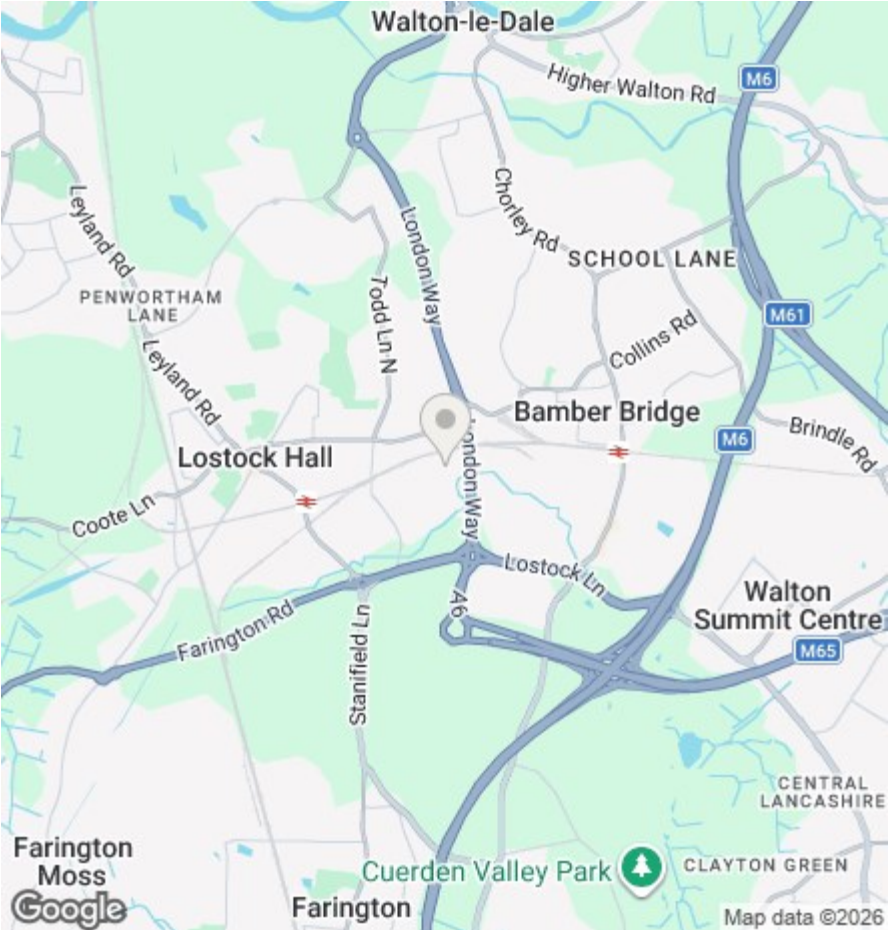 Walton-le-Dale
Higher Walton Rd
M6
Leyland Rd
London Way
Chorley Rd
SCHOOL LANE
PENWORTHAM
LANE
Todd Ln N
M61
Collins Rd
Leyland Rd
Bamber Bridge
M6
Brindle Rd
Lostock Hall
London Way
Coote Ln
Lostock Ln
Walton
Summit Centre
A6
Farington Rd
Stanifield Ln
M65
CENTRAL
LANCASHIRE
Farington
Moss
Cuerden Valley Park
CLAYTON GREEN
Farington
Google
Map data ©2026